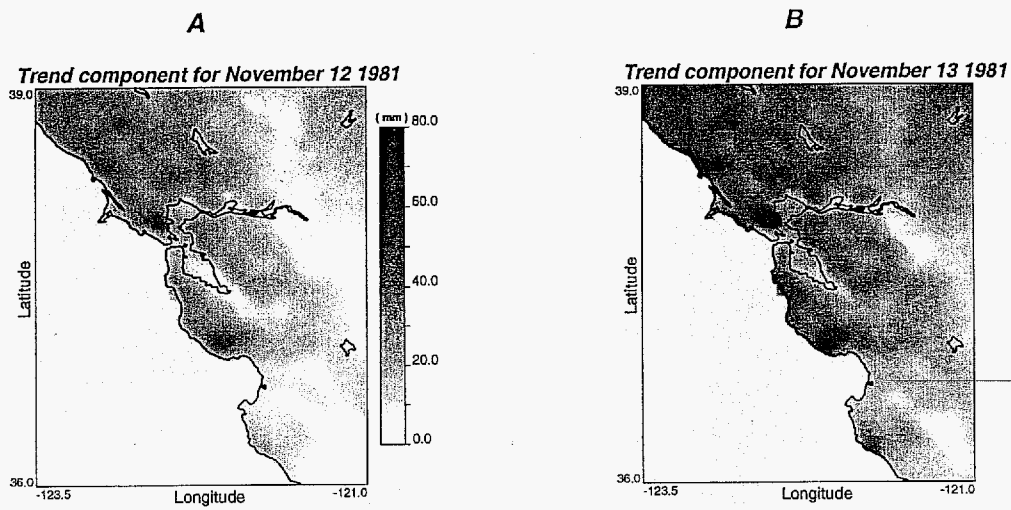 A
B
Trend component for November 12 1981
Trend component for November 13 1981
39.0
(mm)
80.0
60.0
40.0
20.0
0.0
Latitude
36.0
-123.5
Longitude
-121.0
39.0
Latitude
36.0
-123.5
Longitude
-121.0